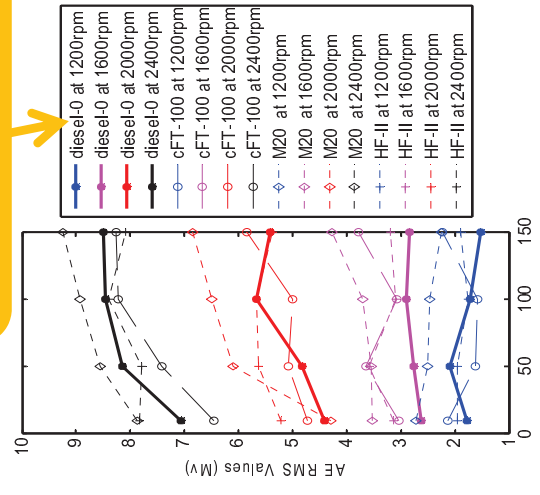 diesel-0 at 1200rpm
diesel-0 at 1600rpm
diesel-0 at 2000rpm
diesel-0 at 2400rpm
cFT-100 at 1200rpm
cFT-100 at 1600rpm
cFT-100 at 2000rpm
cFT-100 at 2400rpm
M20 at 1200rpm
M20 at 1600rpm
M20 at 2000rpm
M20 at 2400rpm
HF-II at 1200rpm
HF-II at 1600rpm
HF-II at 2000rpm
HF-II at 2400rpm
10
9
8
7
6
5
4
3
2
1
AE RMS Values (Mv)
0
50
100
150